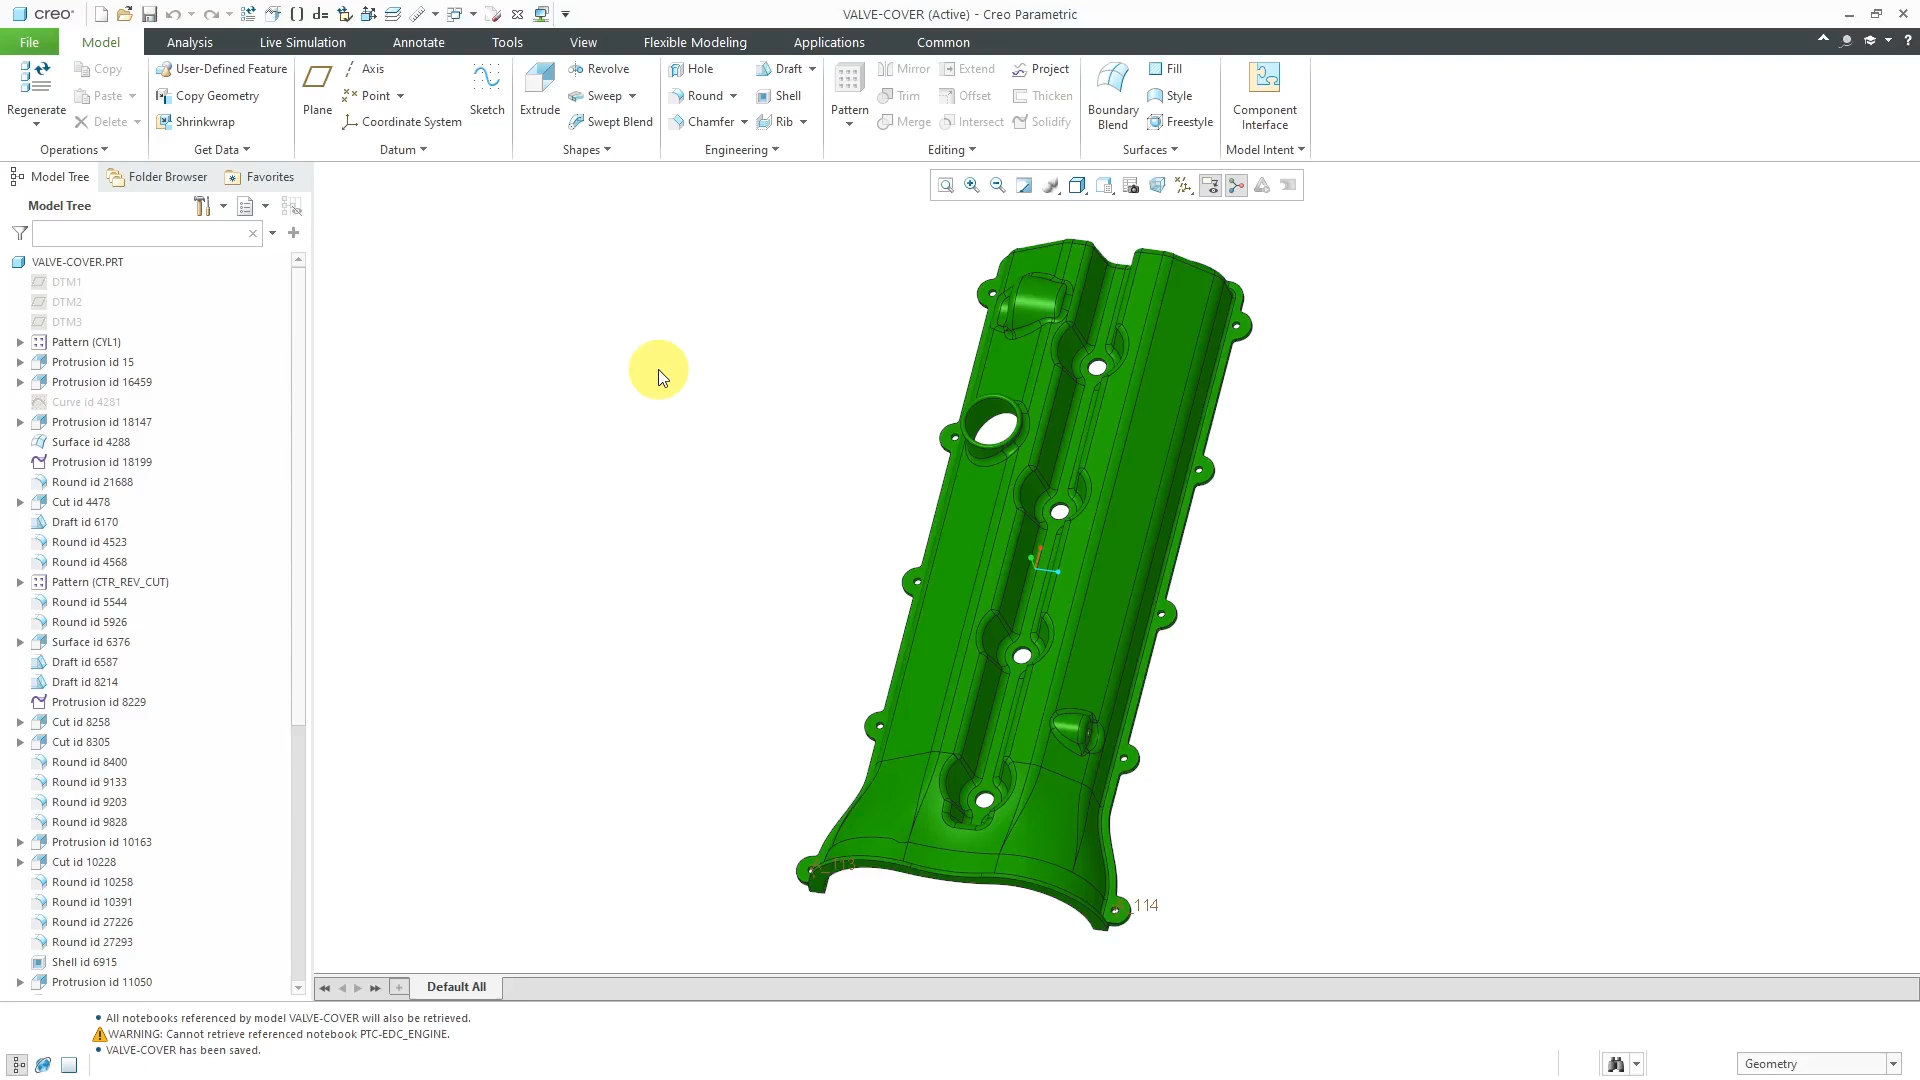 creo
VALVE-COVER (Active) - Creo Parametric
File
Model
Analysis
Live Simulation
Annotate
Tools
View
Flexible Modeling
Applications
Common
Regenerate
Copy
Paste
Delete
Operations
User-Defined Feature
Copy Geometry
Shrinkwrap
Get Data
Plane
Axis
Point
Coordinate System
Sketch
Datum
Extrude
Revolve
Sweep
Swept Blend
Shapes
Hole
Round
Chamfer
Draft
Shell
Rib
Engineering
Pattern
Mirror
Trim
Merge
Extend
Offset
Intersect
Project
Thicken
Solidify
Editing
Boundary
Blend
Fill
Style
Freestyle
Surfaces
Component
Interface
Model Intent
Model Tree
Folder Browser
Favorites
Model Tree
VALVE-COVER.PRT
DTM1
DTM2
DTM3
Pattern (CYL1)
Protrusion id 15
Protrusion id 16459
Curve id 4281
Protrusion id 18147
Surface id 4288
Protrusion id 18199
Round id 21688
Cut id 4478
Draft id 6170
Round id 4523
Round id 4568
Pattern (CTR_REV_CUT)
Round id 5544
Round id 5926
Surface id 6376
Draft id 6587
Draft id 8214
Protrusion id 8229
Cut id 8258
Cut id 8305
Round id 8400
Round id 9133
Round id 9203
Round id 9828
Protrusion id 10163
Cut id 10228
Round id 10258
Round id 10391
Round id 27226
Round id 27293
Shell id 6915
Protrusion id 11050
_113
_114
Default All
All notebooks referenced by model VALVE-COVER will also be retrieved.
WARNING: Cannot retrieve referenced notebook PTC-EDC_ENGINE.
VALVE-COVER has been saved.
Geometry